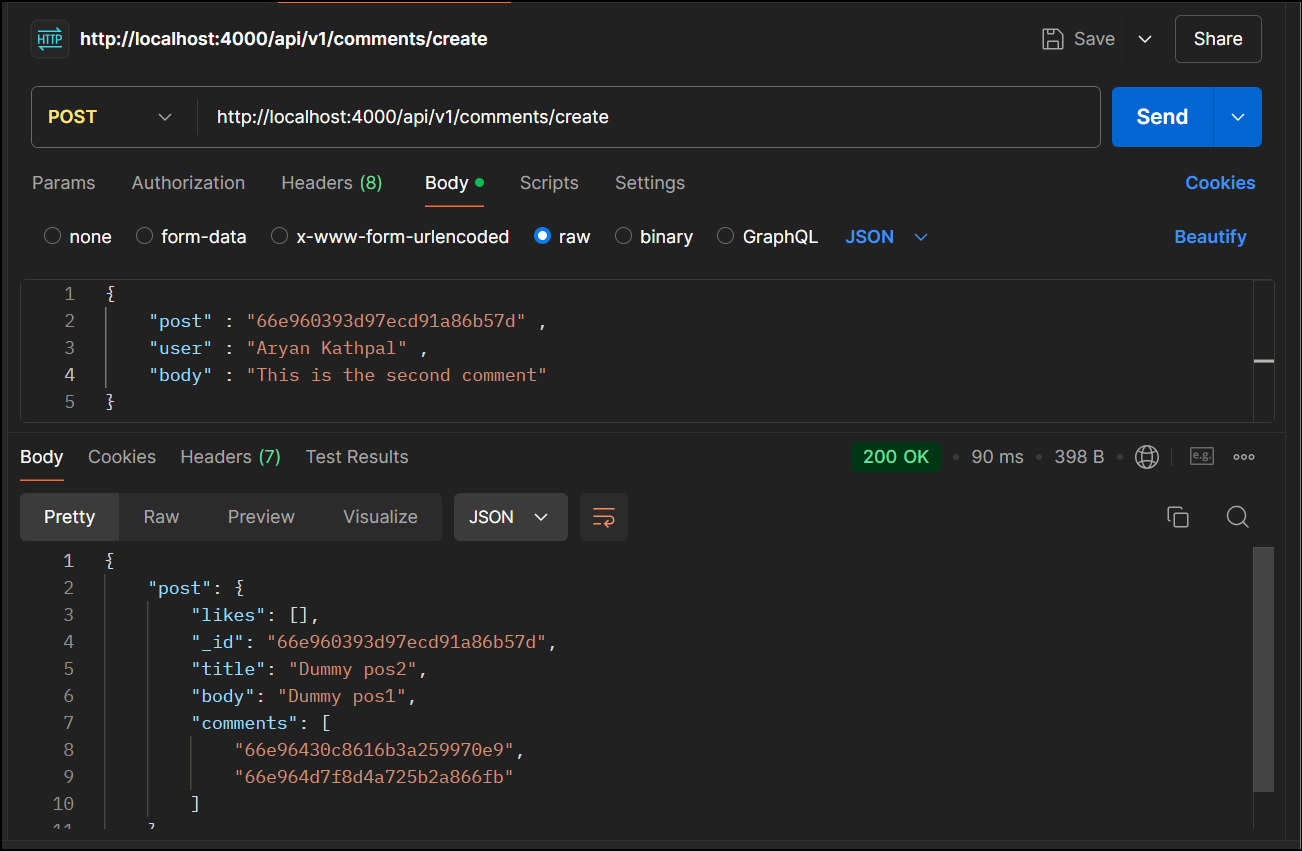 HTTP http://localhost:4000/api/v1/comments/create Save Share
POST http://localhost:4000/api/v1/comments/create Send
Params Authorization Headers (8) Body Scripts Settings Cookies
none form-data x-www-form-urlencoded raw binary GraphQL JSON Beautify
1 {
2 "post" : "66e960393d97ecd91a86b57d" ,
3 "user" : "Aryan Kathpal" ,
4 "body" : "This is the second comment"
5 }
Body Cookies Headers (7) Test Results 200 OK 90 ms 398 B e.g.
Pretty Raw Preview Visualize JSON
1 {
2 "post": {
3 "likes": [],
4 "_id": "66e960393d97ecd91a86b57d",
5 "title": "Dummy pos2",
6 "body": "Dummy pos1",
7 "comments": [
8 "66e96430c8616b3a259970e9",
9 "66e964d7f8d4a725b2a866fb"
10 ]
11 }